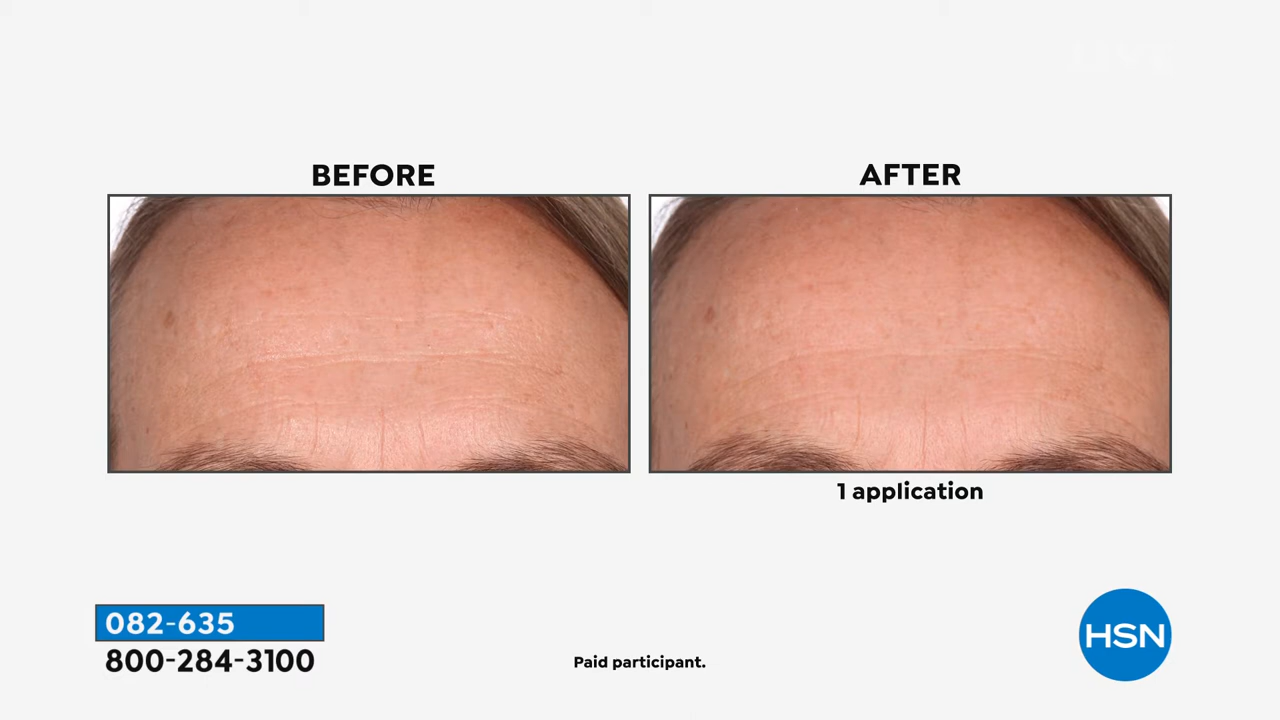 BEFORE
AFTER
1 application
082-635
800-284-3100
Paid participant.
HSN